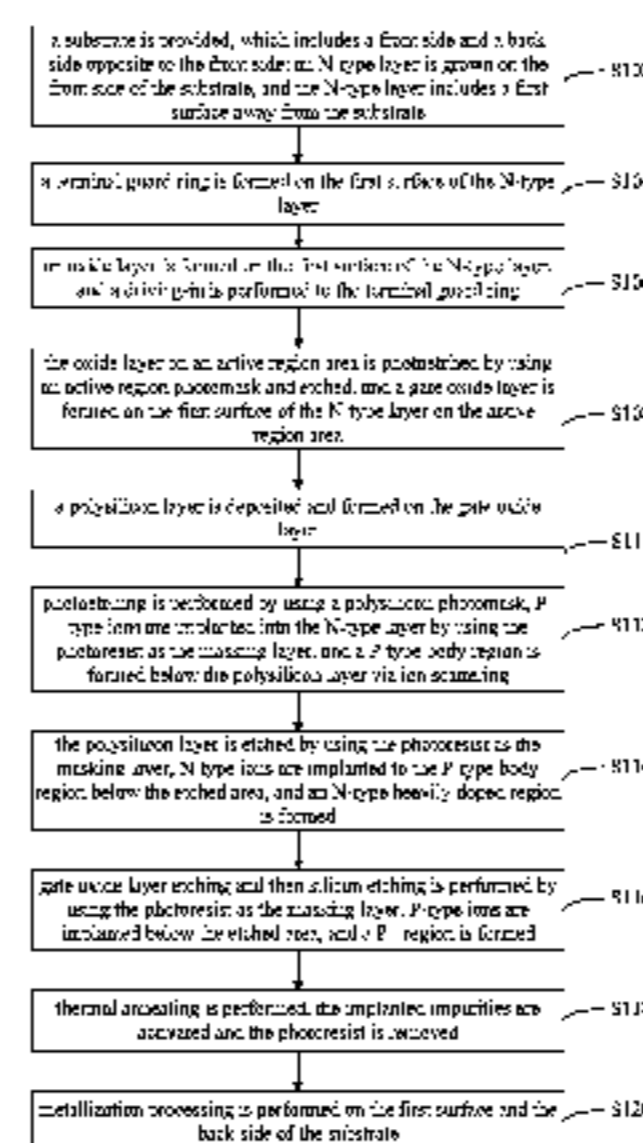 a substrate is provided, which includes a front side and a back
side opposite to the front side; an N-type layer is grown on the
front side of the substrate, and the N-type layer includes a first
surface away from the substrate
a terminal guard ring is formed on the first surface of the N-type
layer
an oxide layer is formed on the first surface of the N-type layer,
and a driving-in is performed to the terminal guard ring
the oxide layer on an active region area is photoetched by using
an active region photomask and etched, and a gate oxide layer is
formed on the first surface of the N type layer on the active
region area
a polysilicon layer is deposited and formed on the gate oxide
layer
photoetching is performed by using a polysilicon photomask, P
type ions are implanted into the N-type layer by using the
photoresist as the masking layer, and a P type body region is
formed below the polysilicon layer via ion scattering
the polysilicon layer is etched by using the photoresist as the
masking layer, N type ions are implanted to the P type body
region below the etched area, and an N-type heavily doped region
is formed
gate oxide layer etching and then silicon etching is performed by
using the photoresist as the masking layer, P-type ions are
implanted below the etched area, and a P region is formed
thermal annealing is performed, the implanted impurities are
activated and the photoresist is removed
metallization processing is performed on the first surface and the
back side of the substrate